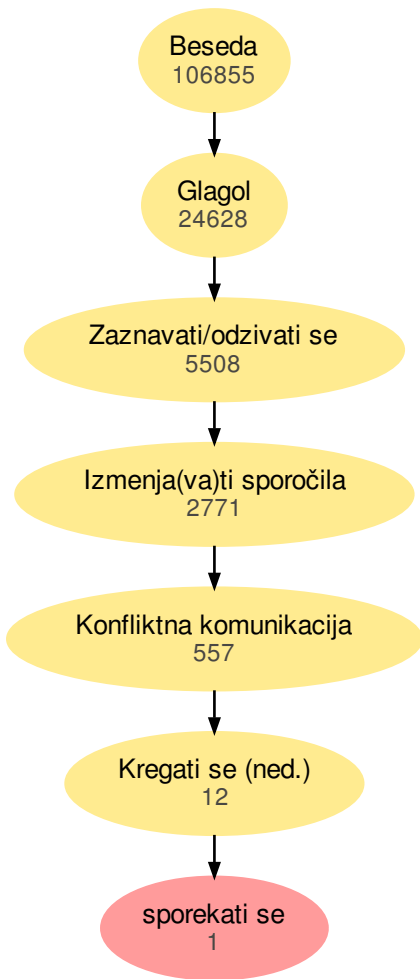 Beseda
106855
Glagol
24628
Zaznavati/odzivati se
5508
Izmenja(va)ti sporočila
2771
Konfliktna komunikacija
557
Kregati se (ned.)
12
sporekati se
1